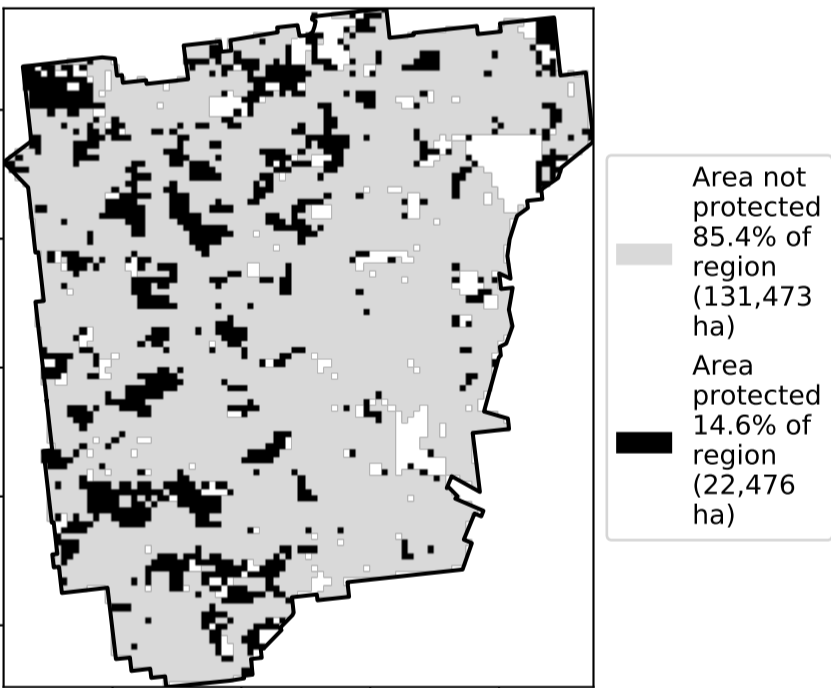 Area not
protected
85.4% of
region
(131,473
ha)
Area
protected
14.6% of
region
(22,476
ha)